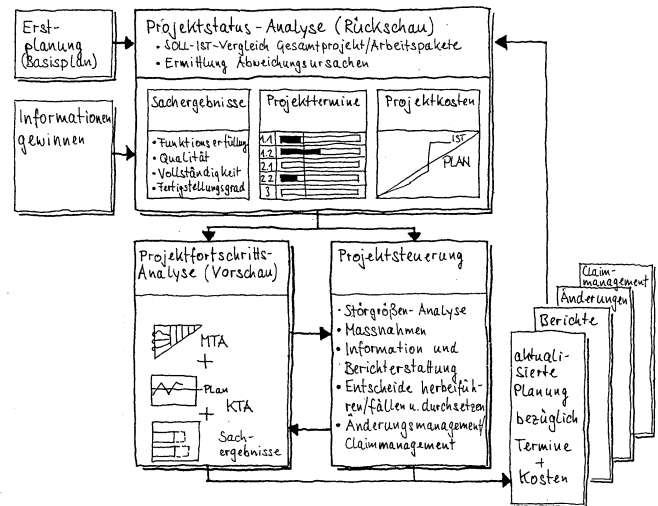 Erst-
planung
(Basisplan)
Informationen
gewinnen
Projektstatus-Analyse (Rückschau)
• SOLL-IST-Vergleich Gesamtprojekt/Arbeitspakete
• Ermittlung Abweichungsursachen
Sachergebnisse
• Funktionserfüllung
• Qualität
• Vollständigkeit
• Fertigstellungsgrad
Projekttermine
1.1
1.2
2.1
2.2
3
Projektkosten
IST
PLAN
Projektfortschritts-
Analyse (Vorschau)
MTA
+
Plan
+ KTA
Sach-
ergebnisse
Projektsteuerung
• Störgrößen-Analyse
• Massnahmen
• Information und
Berichterstattung
• Entscheide herbeifüh-
ren/fällen u. durchsetzen
• Änderungsmanagement/
Claimmanagement
Claim-
management
Änderungen
Berichte
aktuali-
sierte
Planung
bezüglich
Termine
+
Kosten